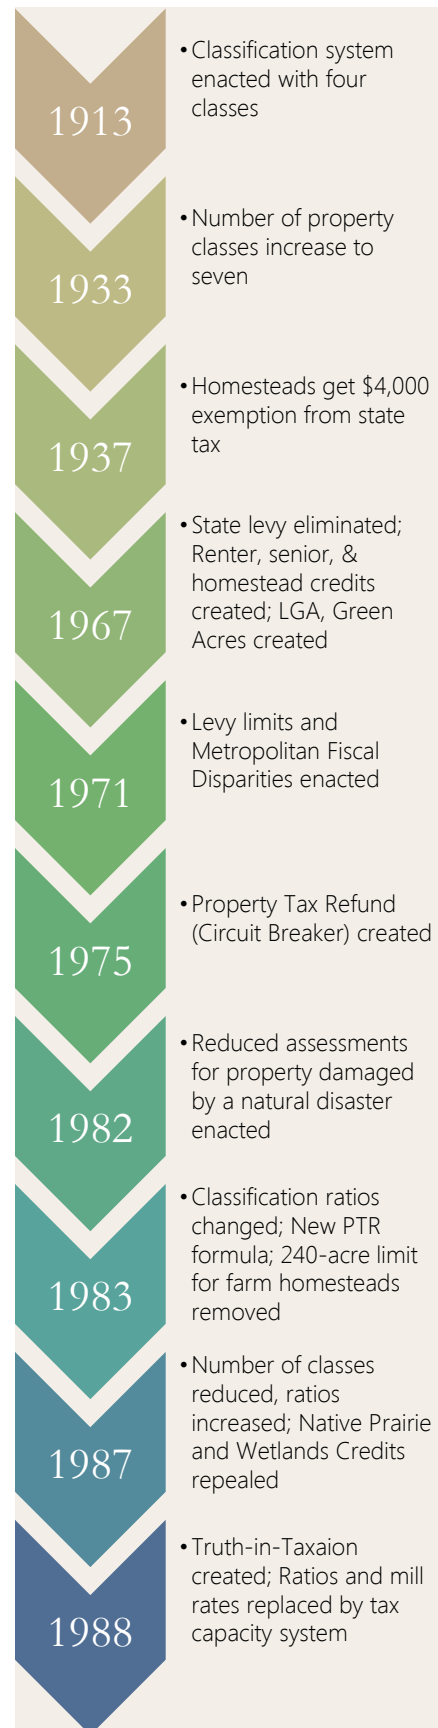 1913
• Classification system
enacted with four
classes
1933
• Number of property
classes increase to
seven
1937
• Homesteads get $4,000
exemption from state
tax
1967
• State levy eliminated;
Renter, senior, &
homestead credits
created; LGA, Green
Acres created
1971
• Levy limits and
Metropolitan Fiscal
Disparities enacted
1975
• Property Tax Refund
(Circuit Breaker) created
1982
• Reduced assessments
for property damaged
by a natural disaster
enacted
1983
• Classification ratios
changed; New PTR
formula; 240-acre limit
for farm homesteads
removed
1987
• Number of classes
reduced, ratios
increased; Native Prairie
and Wetlands Credits
repealed
1988
• Truth-in-Taxaion
created; Ratios and mill
rates replaced by tax
capacity system